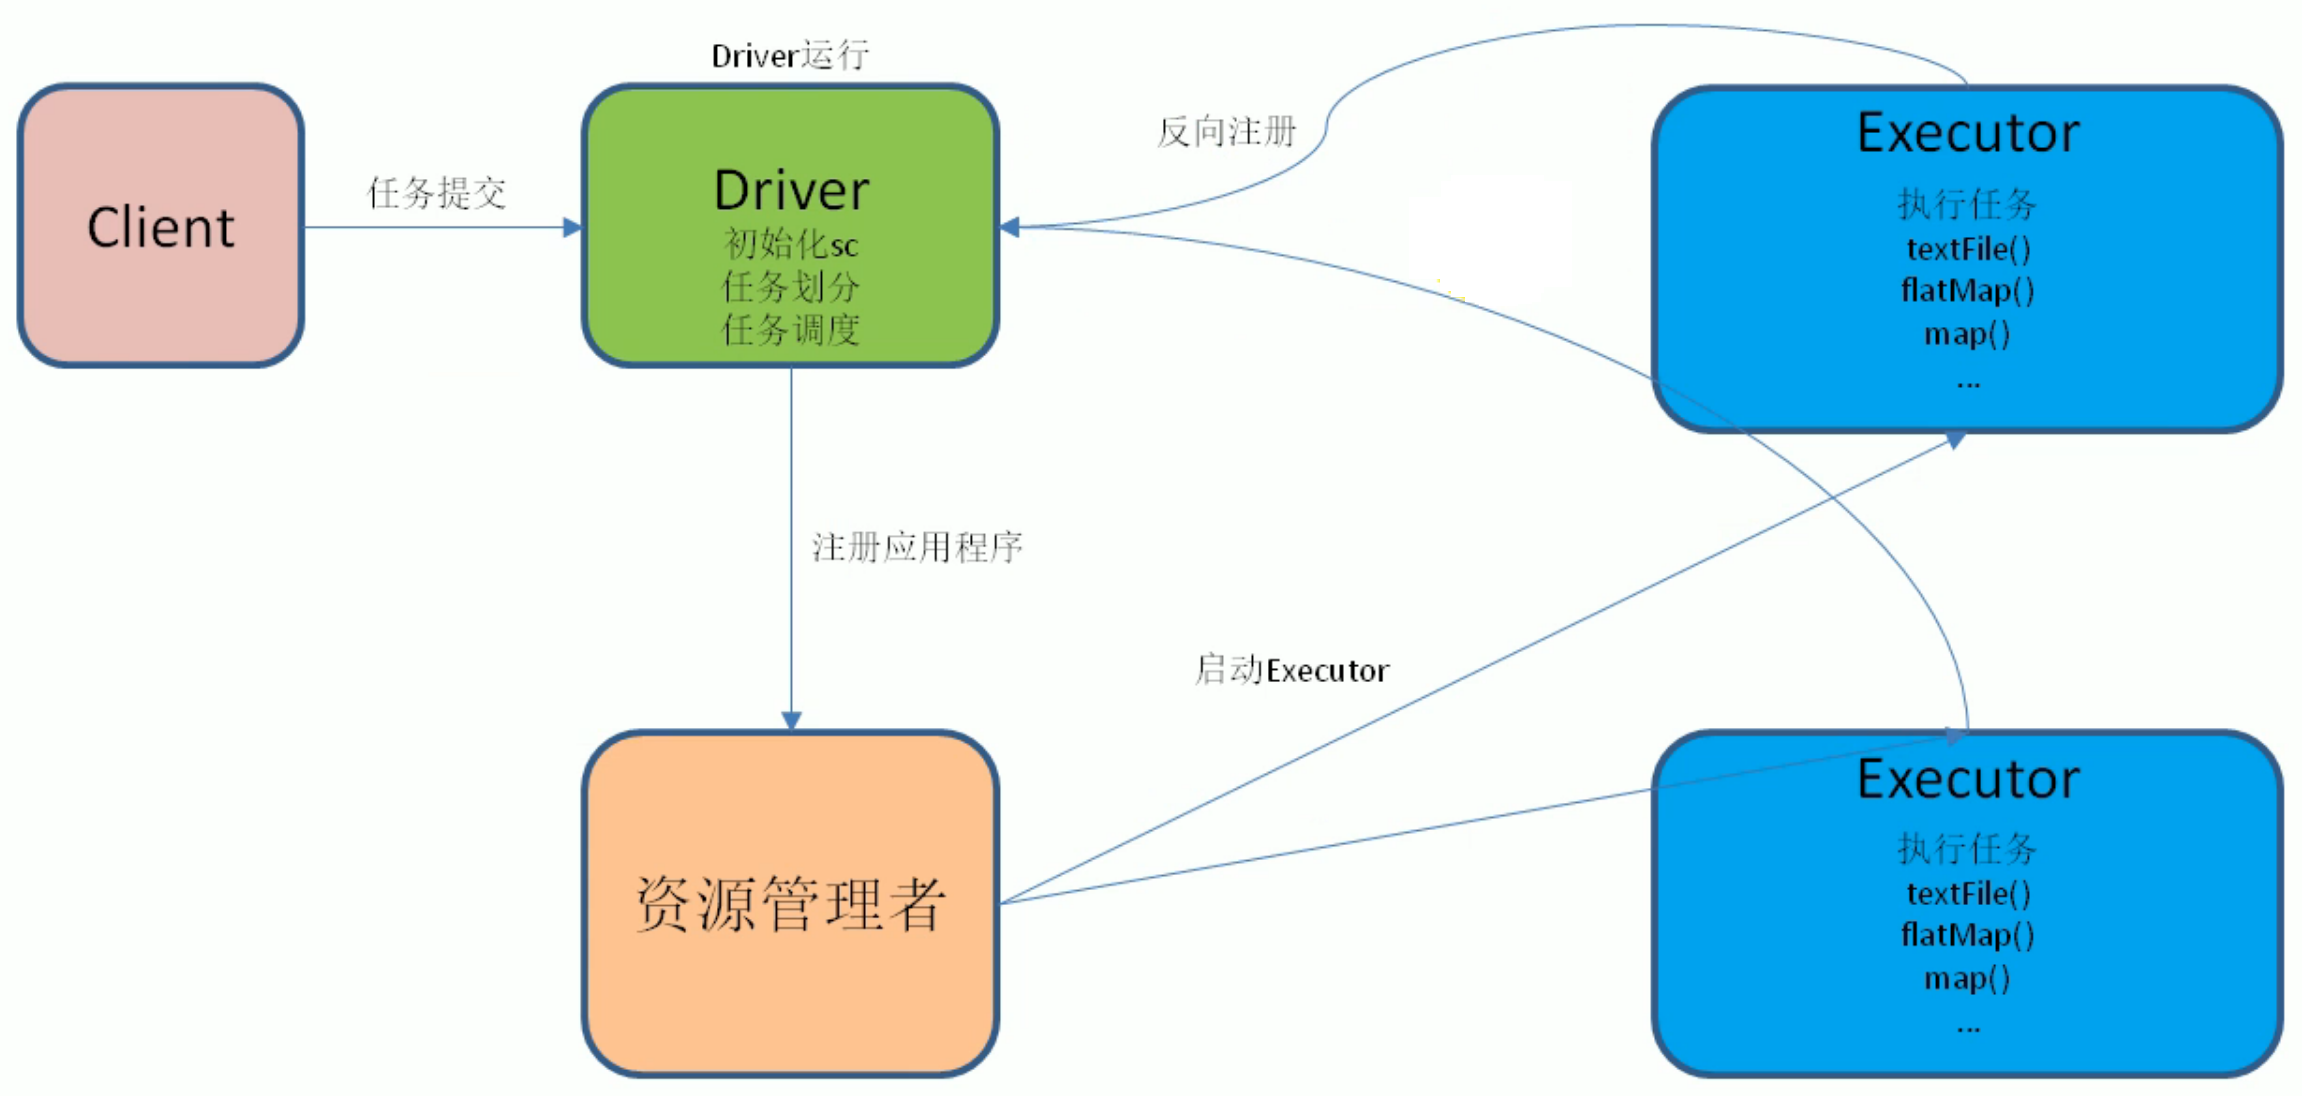 Driver运行
Client
任务提交
Driver
初始化sc
任务划分
任务调度
反向注册
Executor
执行任务
textFile()
flatMap()
map()
...
注册应用程序
启动Executor
资源管理者
Executor
执行任务
textFile()
flatMap()
map()
...